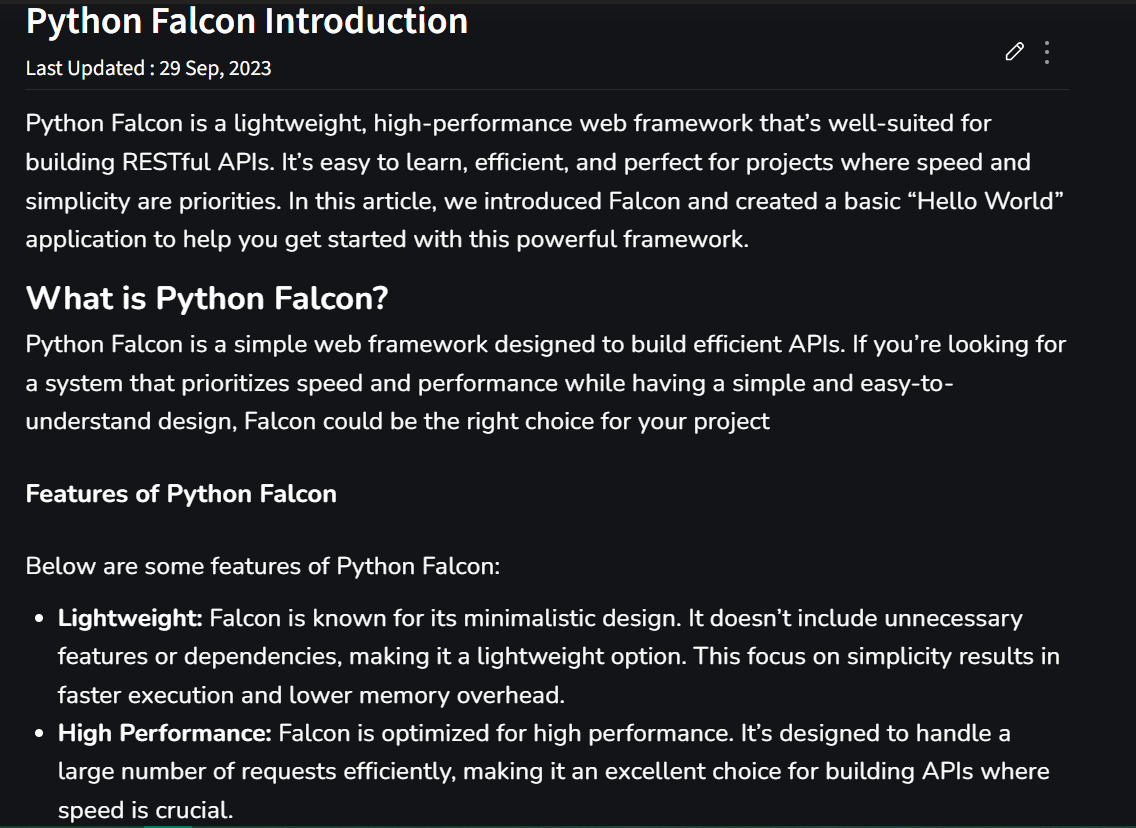 Python Falcon Introduction
Last Updated : 29 Sep, 2023
Python Falcon is a lightweight, high-performance web framework that’s well-suited for
building RESTful APIs. It’s easy to learn, efficient, and perfect for projects where speed and
simplicity are priorities. In this article, we introduced Falcon and created a basic “Hello World”
application to help you get started with this powerful framework.
What is Python Falcon?
Python Falcon is a simple web framework designed to build efficient APIs. If you’re looking for
a system that prioritizes speed and performance while having a simple and easy-to-
understand design, Falcon could be the right choice for your project
Features of Python Falcon
Below are some features of Python Falcon:
• Lightweight: Falcon is known for its minimalistic design. It doesn’t include unnecessary
features or dependencies, making it a lightweight option. This focus on simplicity results in
faster execution and lower memory overhead.
• High Performance: Falcon is optimized for high performance. It’s designed to handle a
large number of requests efficiently, making it an excellent choice for building APIs where
speed is crucial.